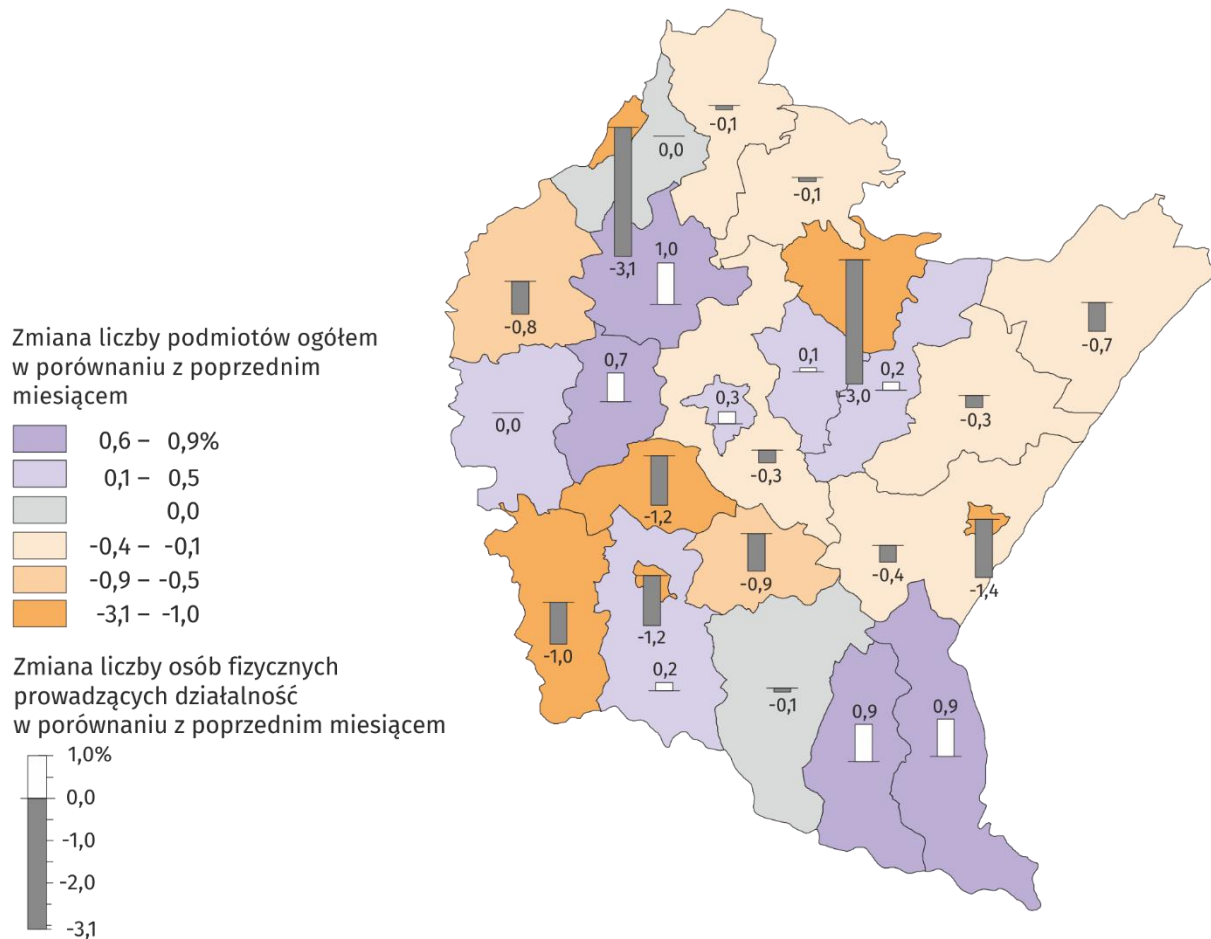 Zmiana liczby podmiotów ogółem
w porównaniu z poprzednim
miesiącem
0,6 – 0,9%
0,1 – 0,5
0,0
-0,4 – -0,1
-0,9 – -0,5
-3,1 – -1,0
Zmiana liczby osób fizycznych
prowadzących działalność
w porównaniu z poprzednim miesiącem
1,0%
0,0
-1,0
-2,0
-3,1
-0,1
0,0
-0,1
1,0
-3,1
-0,8
-0,7
0,7
0,1
0,2
-3,0
0,3
0,0
-0,3
-0,3
-1,2
-0,9
-0,4
-1,4
-1,2
-1,0
0,2
-0,1
0,9
0,9